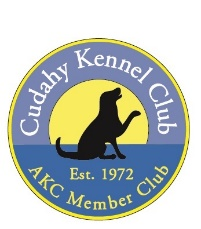 Cudahy Kennel Club
Est. 1972
AKC Member Club